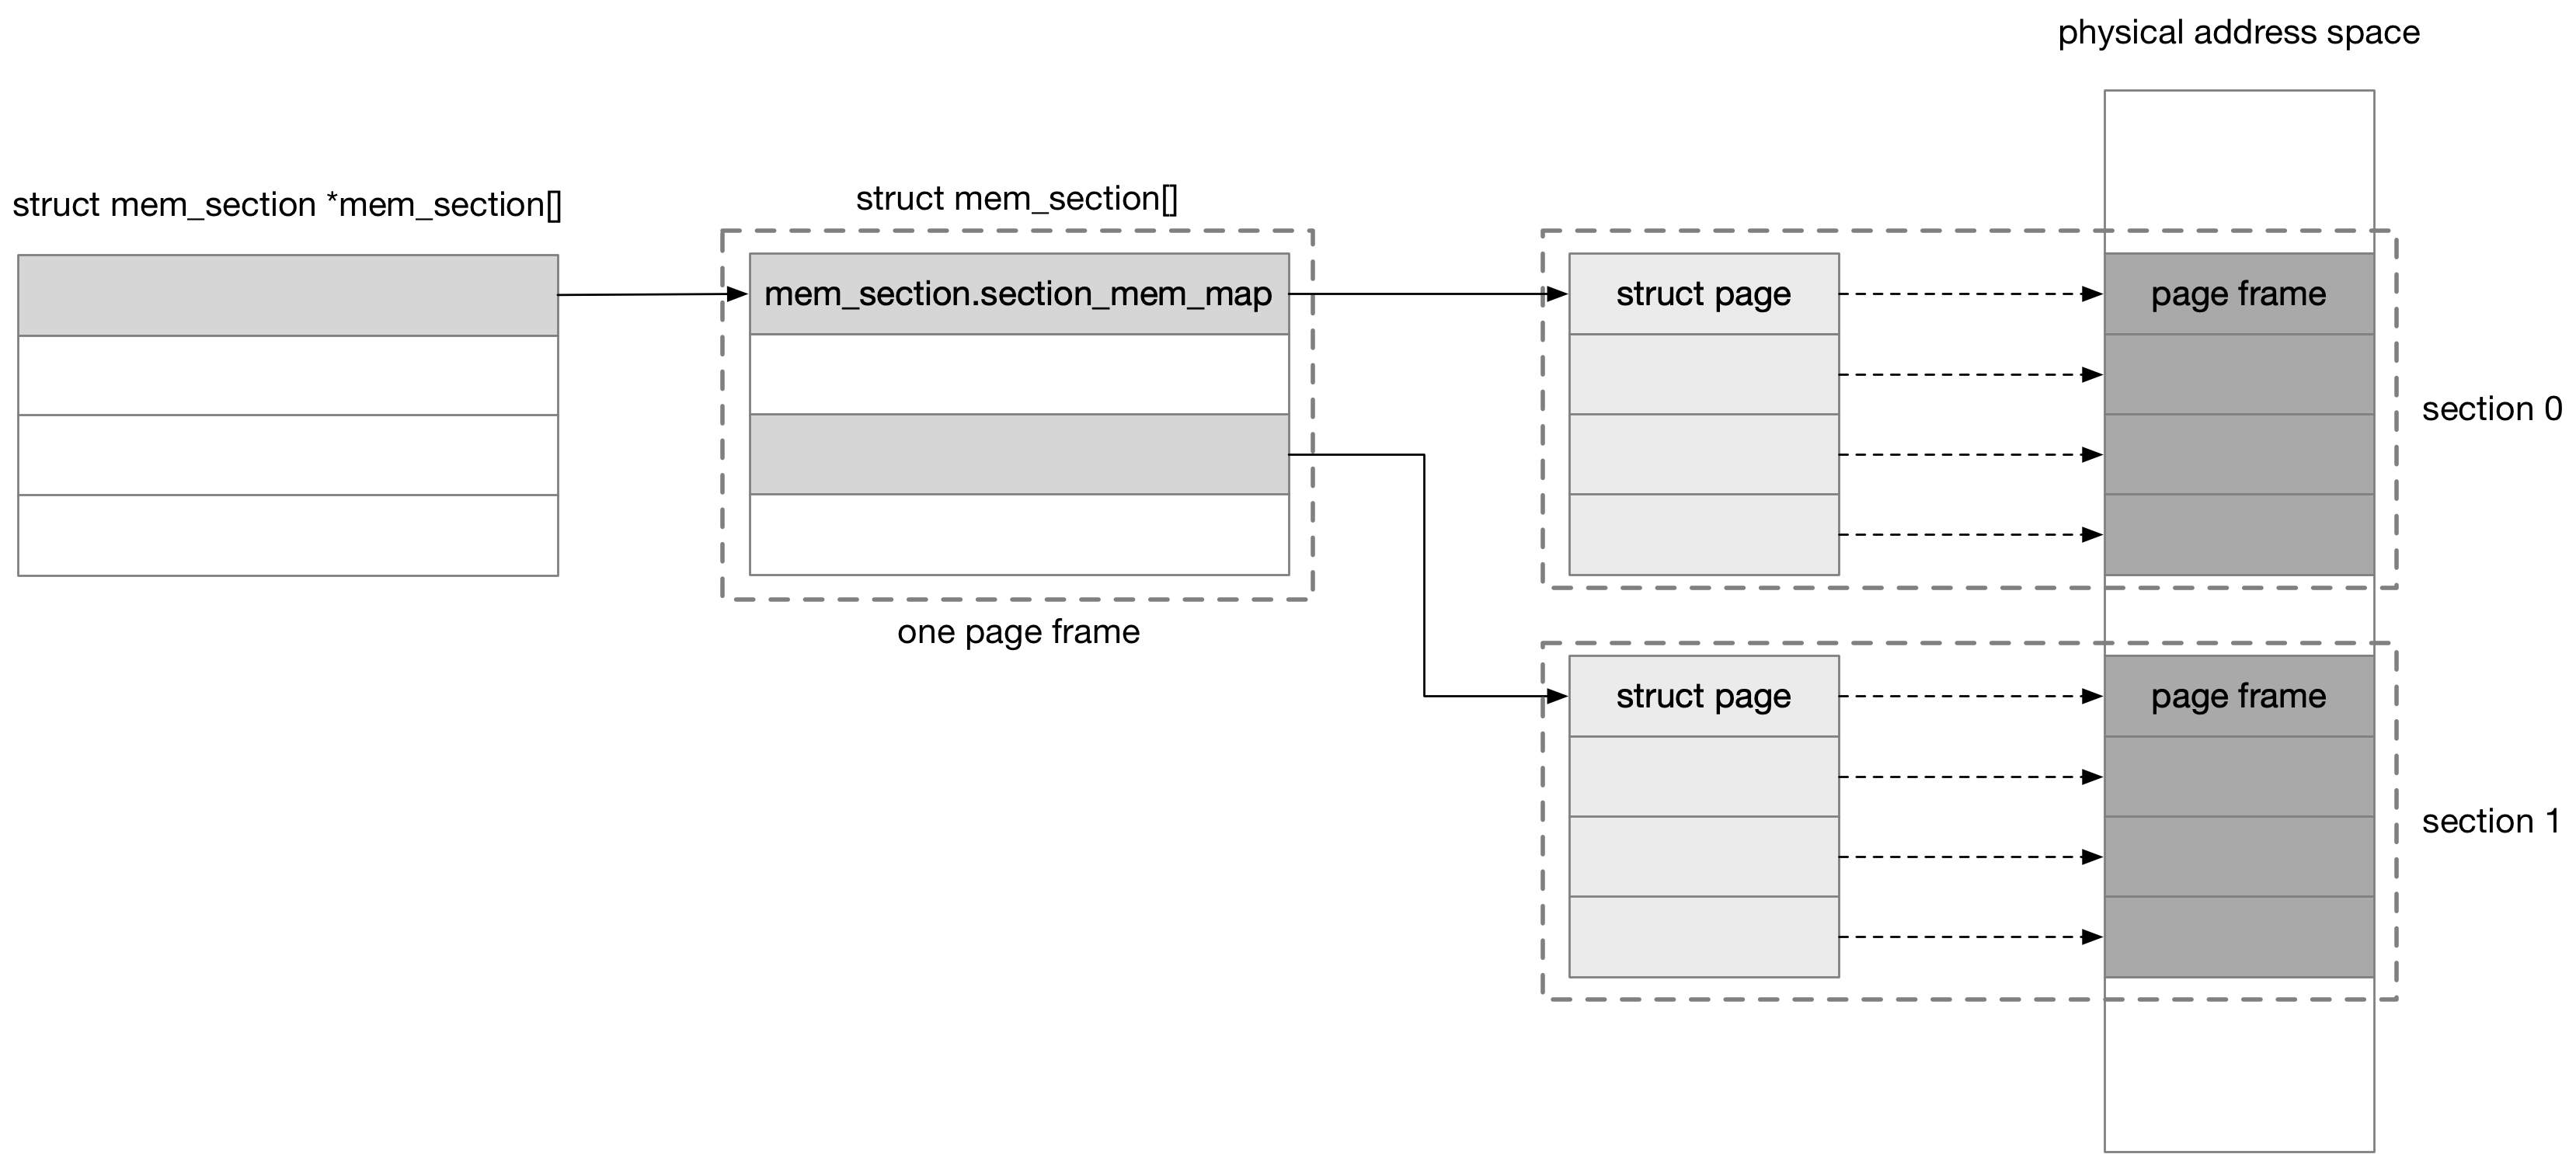 physical address space
struct mem_section *mem_section[]
struct mem_section[]
mem_section.section_mem_map
struct page
page frame
section 0
one page frame
struct page
page frame
section 1